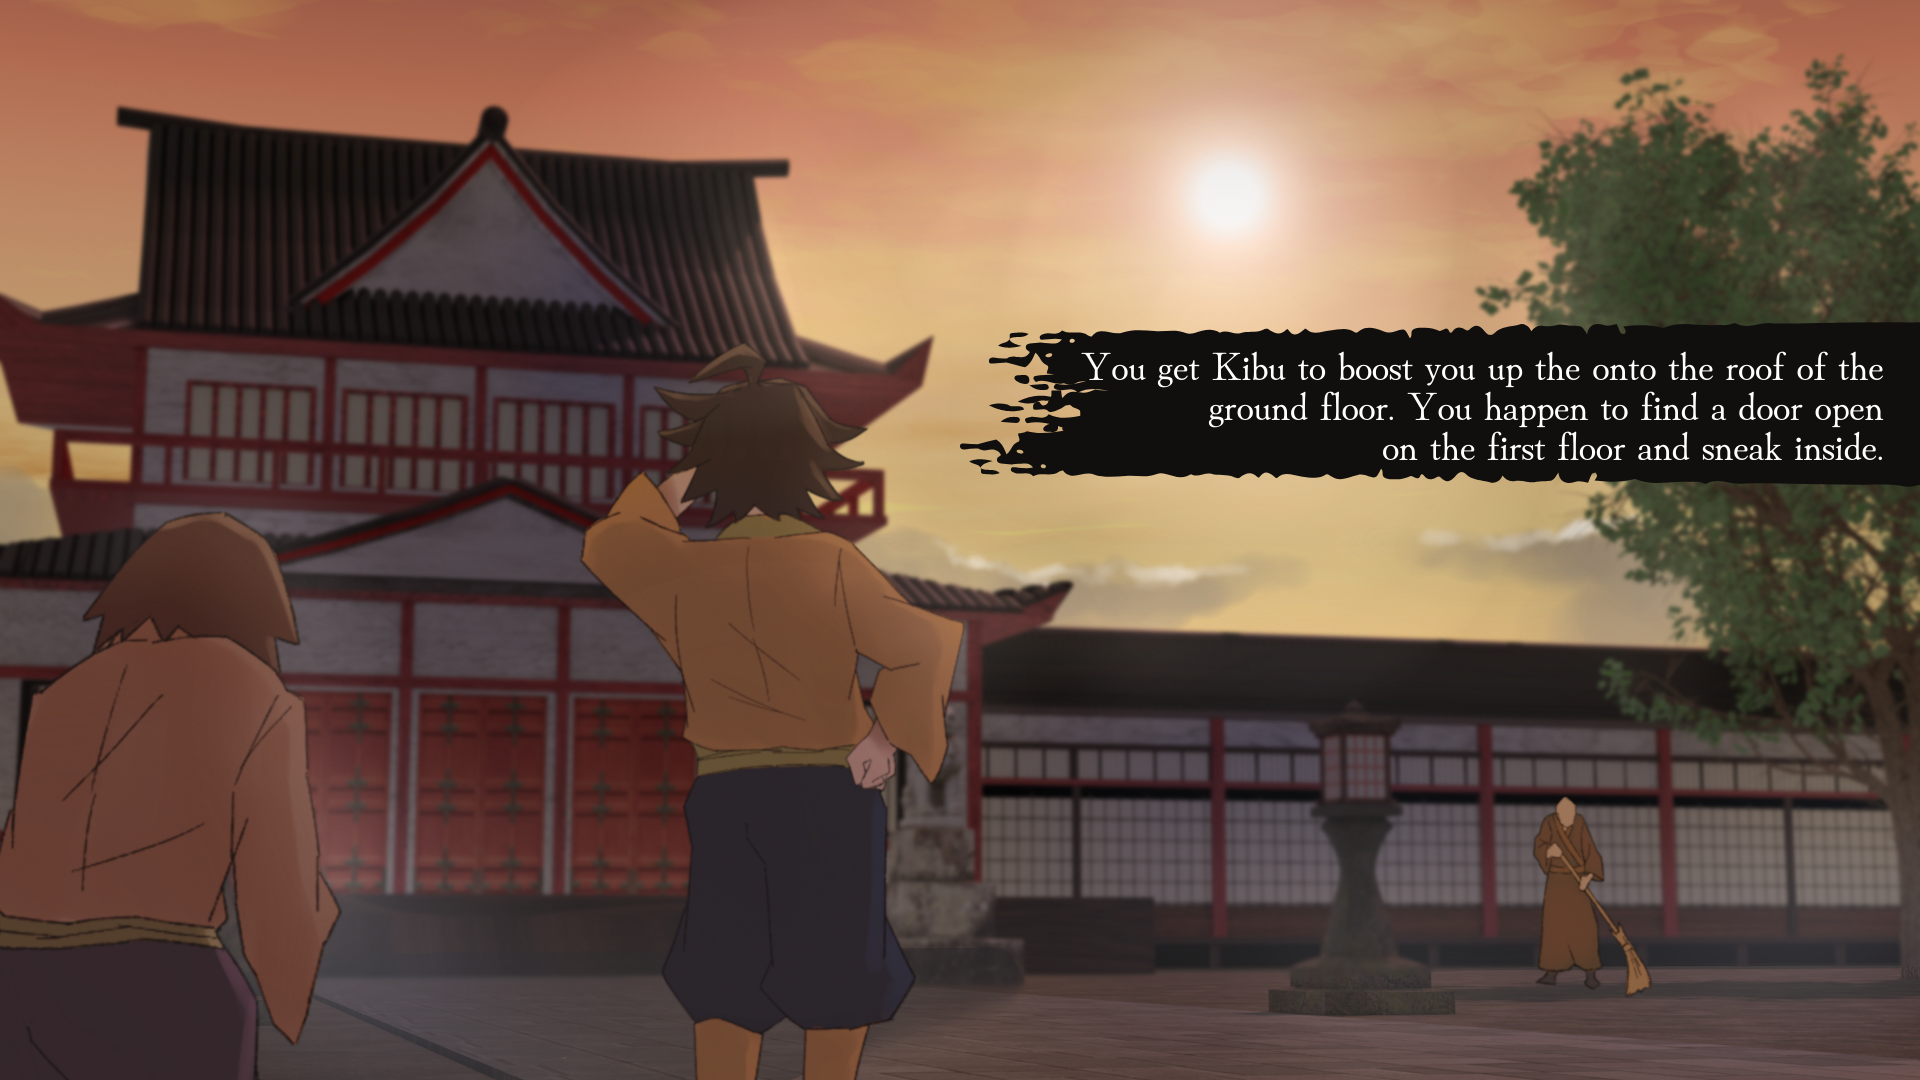 You get Kibu to boost you up the onto the roof of the
ground floor. You happen to find a door open
on the first floor and sneak inside.